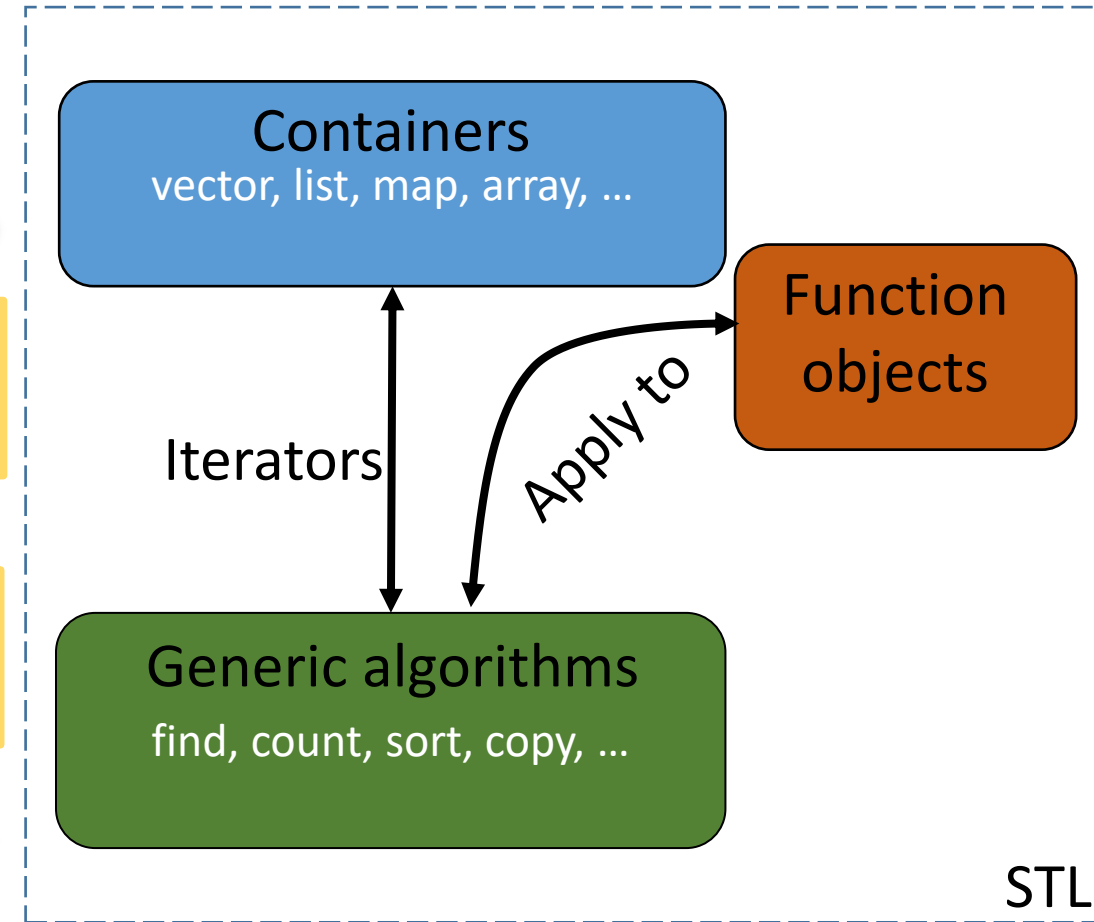 Containers
vector, list, map, array, …
Function
objects
Iterators
Apply to
Generic algorithms
find, count, sort, copy, …
STL